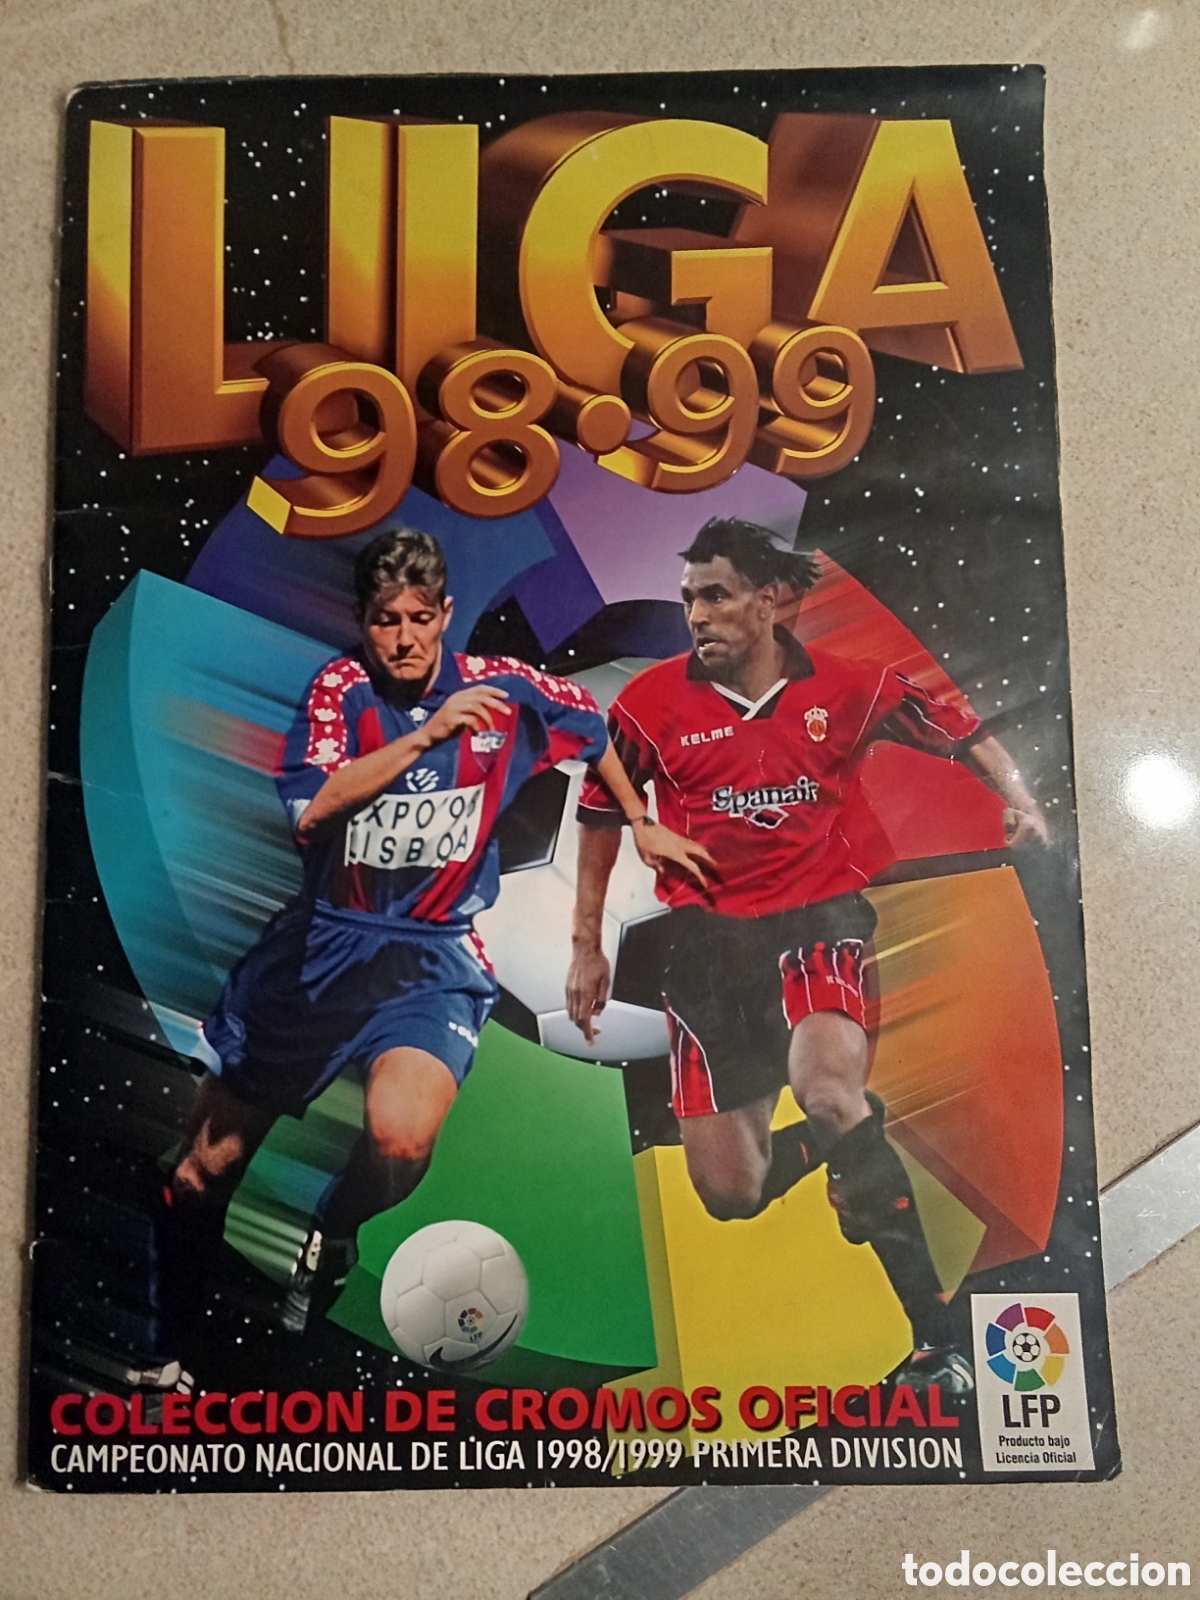 LIGA
98·99
KELME
Spanair
EXPO'98
LISBOA
LFP
COLECCION DE CROMOS OFICIAL
CAMPEONATO NACIONAL DE LIGA 1998/1999 PRIMERA DIVISION
LFP
Producto bajo
Licencia Oficial
todocoleccion